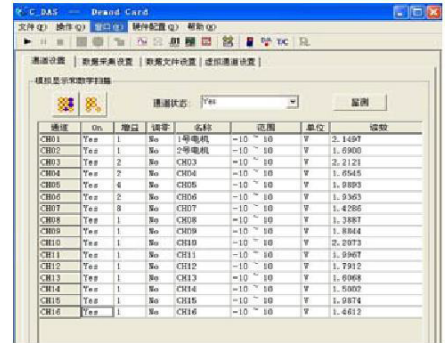 C_DAS — Demod Card
文件(F) 操作(O) 窗口(W) 硬件配置(Q) 帮助(Q)
T/C
通道设置 数据采集设置 数据文件设置 虚拟通道设置
模拟显示和数字扫描
通道状态: Yes
通道 On 增益 调零 名称 范围 单位 读数
CH01 Yes 1 No 1号电机 -10 ~ 10 V 2.1497
CH02 Yes 1 No 2号电机 -10 ~ 10 V 1.6900
CH03 Yes 2 No CH03 -10 ~ 10 V 2.2121
CH04 Yes 2 No CH04 -10 ~ 10 V 1.6545
CH05 Yes 4 No CH05 -10 ~ 10 V 1.9893
CH06 Yes 2 No CH06 -10 ~ 10 V 1.9363
CH07 Yes 8 No CH07 -10 ~ 10 V 1.4286
CH08 Yes 1 No CH08 -10 ~ 10 V 1.3887
CH09 Yes 1 No CH09 -10 ~ 10 V 1.8844
CH10 Yes 1 No CH10 -10 ~ 10 V 2.2073
CH11 Yes 1 No CH11 -10 ~ 10 V 1.9967
CH12 Yes 1 No CH12 -10 ~ 10 V 1.7912
CH13 Yes 1 No CH13 -10 ~ 10 V 1.6068
CH14 Yes 1 No CH14 -10 ~ 10 V 1.5002
CH15 Yes 1 No CH15 -10 ~ 10 V 1.9874
CH16 Yes 1 No CH16 -10 ~ 10 V 1.4612